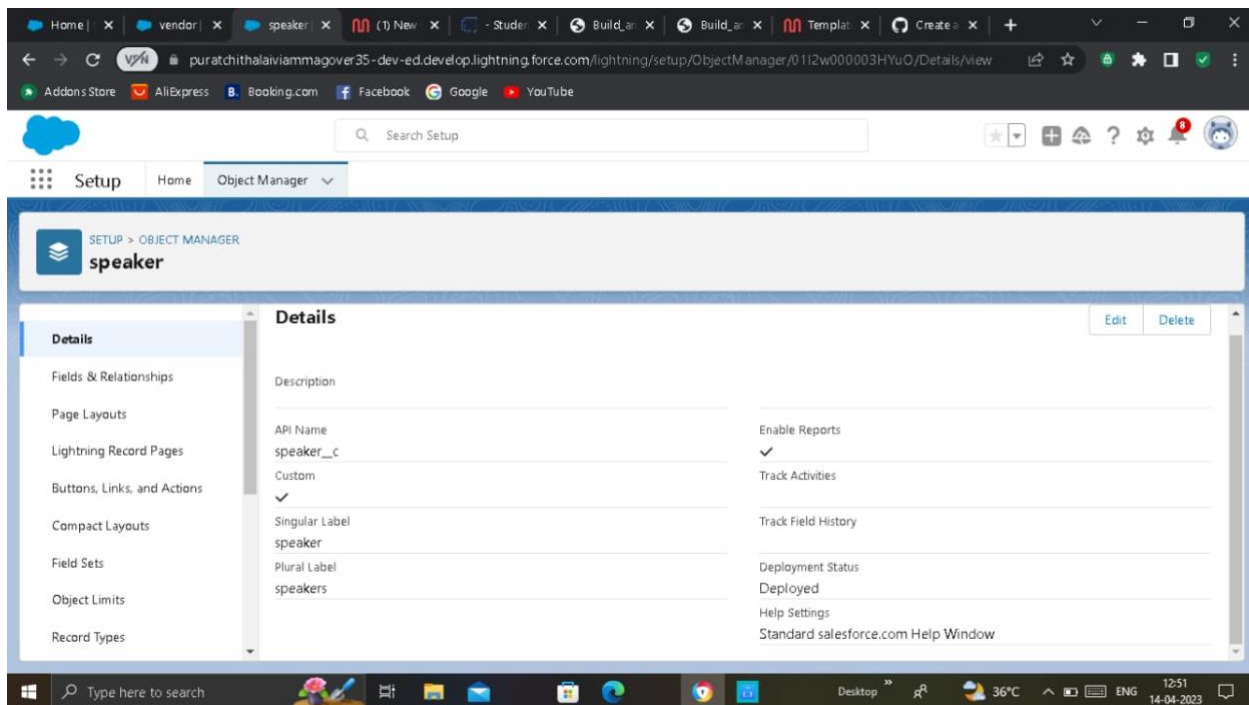 Home | vendor | speaker | (1) New - Studen Build_an Build_an Templat Create a
VPN puratchithalaiviammagover35-dev-ed.develop.lightning.force.com/lightning/setup/ObjectManager/01I2w000003HYuO/Details/view
Addons Store AliExpress B. Booking.com Facebook Google YouTube
Search Setup 8
Setup Home Object Manager
SETUP > OBJECT MANAGER
speaker
Details Edit Delete
Details
Fields & Relationships
Page Layouts
Lightning Record Pages
Buttons, Links, and Actions
Compact Layouts
Field Sets
Object Limits
Record Types
Description
API Name
speaker__c
Custom
Singular Label
speaker
Plural Label
speakers
Enable Reports
Track Activities
Track Field History
Deployment Status
Deployed
Help Settings
Standard salesforce.com Help Window
Type here to search Desktop 36°C ENG 12:51
14-04-2023